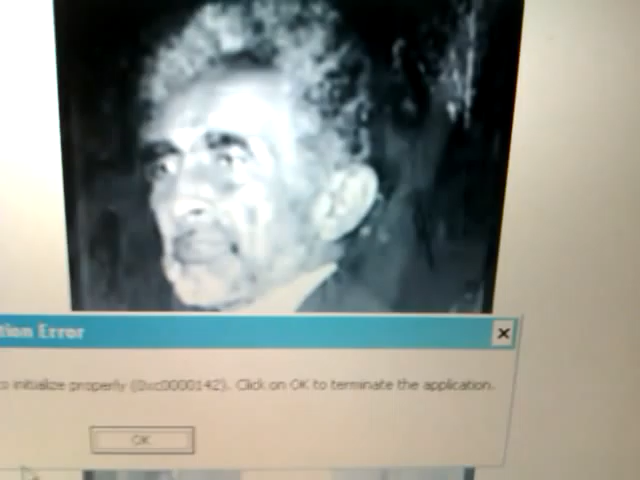 tion Error
o initialize properly (0xc0000142). Click on OK to terminate the application.
OK